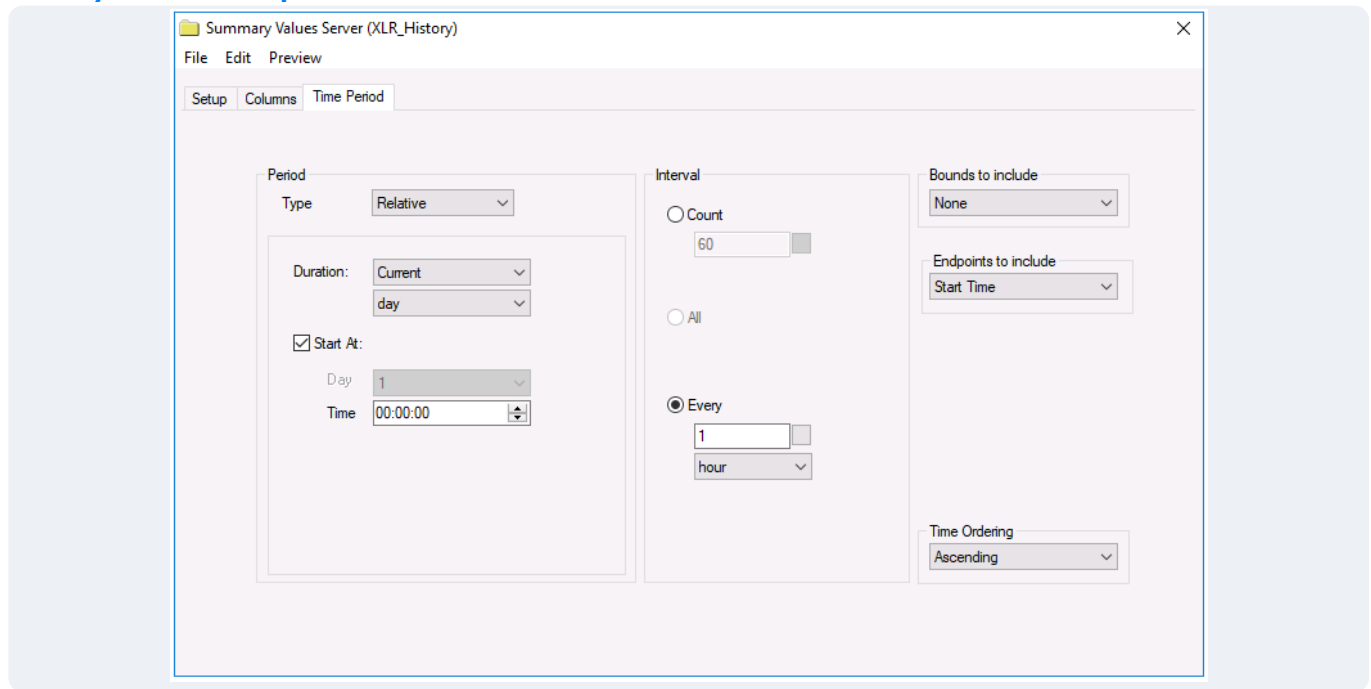 Summary Values Server (XLR_History)
File Edit Preview
Setup Columns Time Period
Period
Type Relative
Duration: Current
day
Start At:
Day 1
Time 00:00:00
Interval
Count
60
All
Every
1
hour
Bounds to include
None
Endpoints to include
Start Time
Time Ordering
Ascending